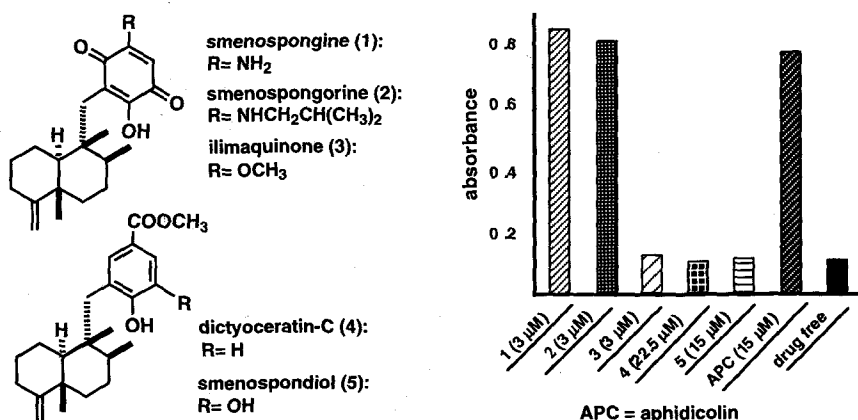 R
O
smenospongine (1):
R= NH2
O
smenospongorine (2):
R= NHCH2CH(CH3)2
OH
H
ilimaquinone (3):
R= OCH3
COOCH3
R
OH
H
dictyoceratin-C (4):
R= H
smenospondiol (5):
R= OH
absorbance
0.8
0.6
0.4
0.2
1 (3 µM)
2 (3 µM)
3 (3 µM)
4 (22.5 µM)
5 (15 µM)
APC (15 µM)
drug free
APC = aphidicolin